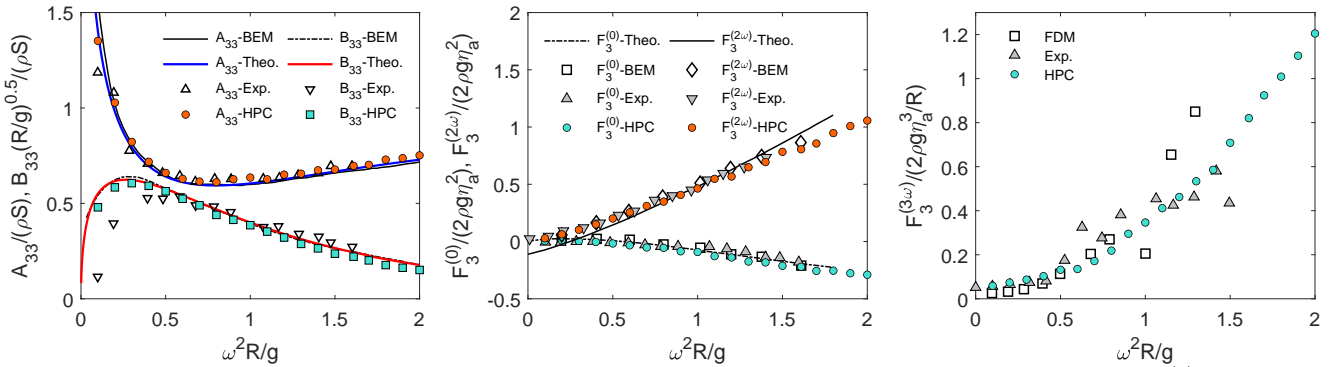 1.5
1
0.5
0
0 0.5 1 1.5 2
ω²R/g
A₃₃/(ρS), B₃₃(R/g)^0.5/(ρS)
A₃₃-BEM B₃₃-BEM
A₃₃-Theo. B₃₃-Theo.
A₃₃-Exp. B₃₃-Exp.
A₃₃-HPC B₃₃-HPC
2
1.5
1
0.5
0
-0.5
0 0.5 1 1.5 2
ω²R/g
F₃^(0)/(2ρgη_a²), F₃^(2ω)/(2ρgη_a²)
F₃^(0)-Theo. F₃^(2ω)-Theo.
F₃^(0)-BEM F₃^(2ω)-BEM
F₃^(0)-Exp. F₃^(2ω)-Exp.
F₃^(0)-HPC F₃^(2ω)-HPC
1.2
1
0.8
0.6
0.4
0.2
0
0 0.5 1 1.5 2
ω²R/g
F₃^(3ω)/(2ρgη_a³/R)
FDM
Exp.
HPC